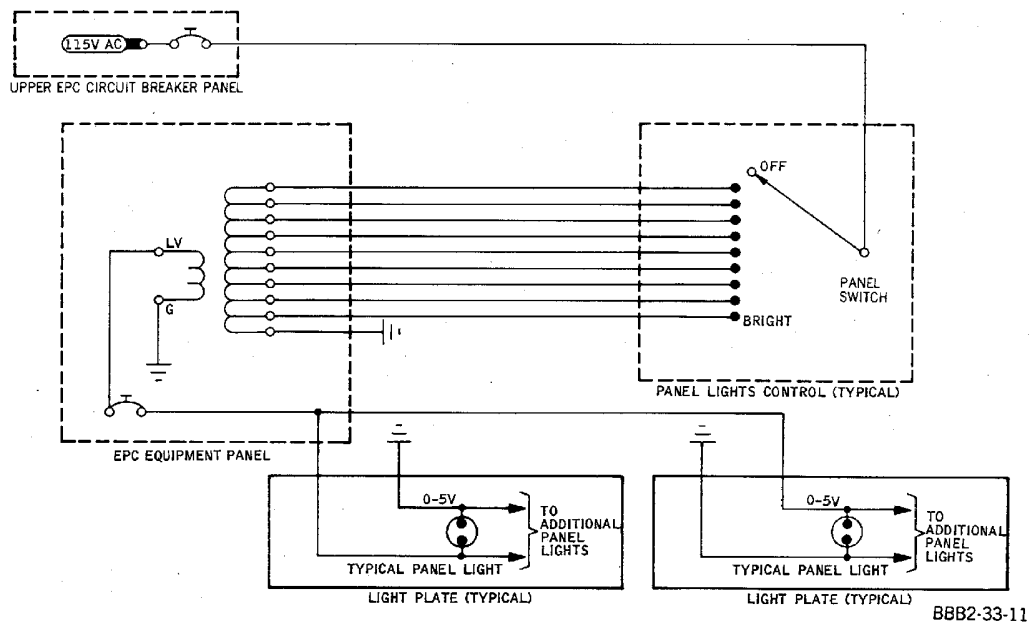 115V AC
UPPER EPC CIRCUIT BREAKER PANEL
OFF
LV
G
PANEL
SWITCH
BRIGHT
PANEL LIGHTS CONTROL (TYPICAL)
EPC EQUIPMENT PANEL
0-5V
TO
ADDITIONAL
PANEL
LIGHTS
TYPICAL PANEL LIGHT
LIGHT PLATE (TYPICAL)
0-5V
TO
ADDITIONAL
PANEL
LIGHTS
TYPICAL PANEL LIGHT
LIGHT PLATE (TYPICAL)
BBB2-33-11